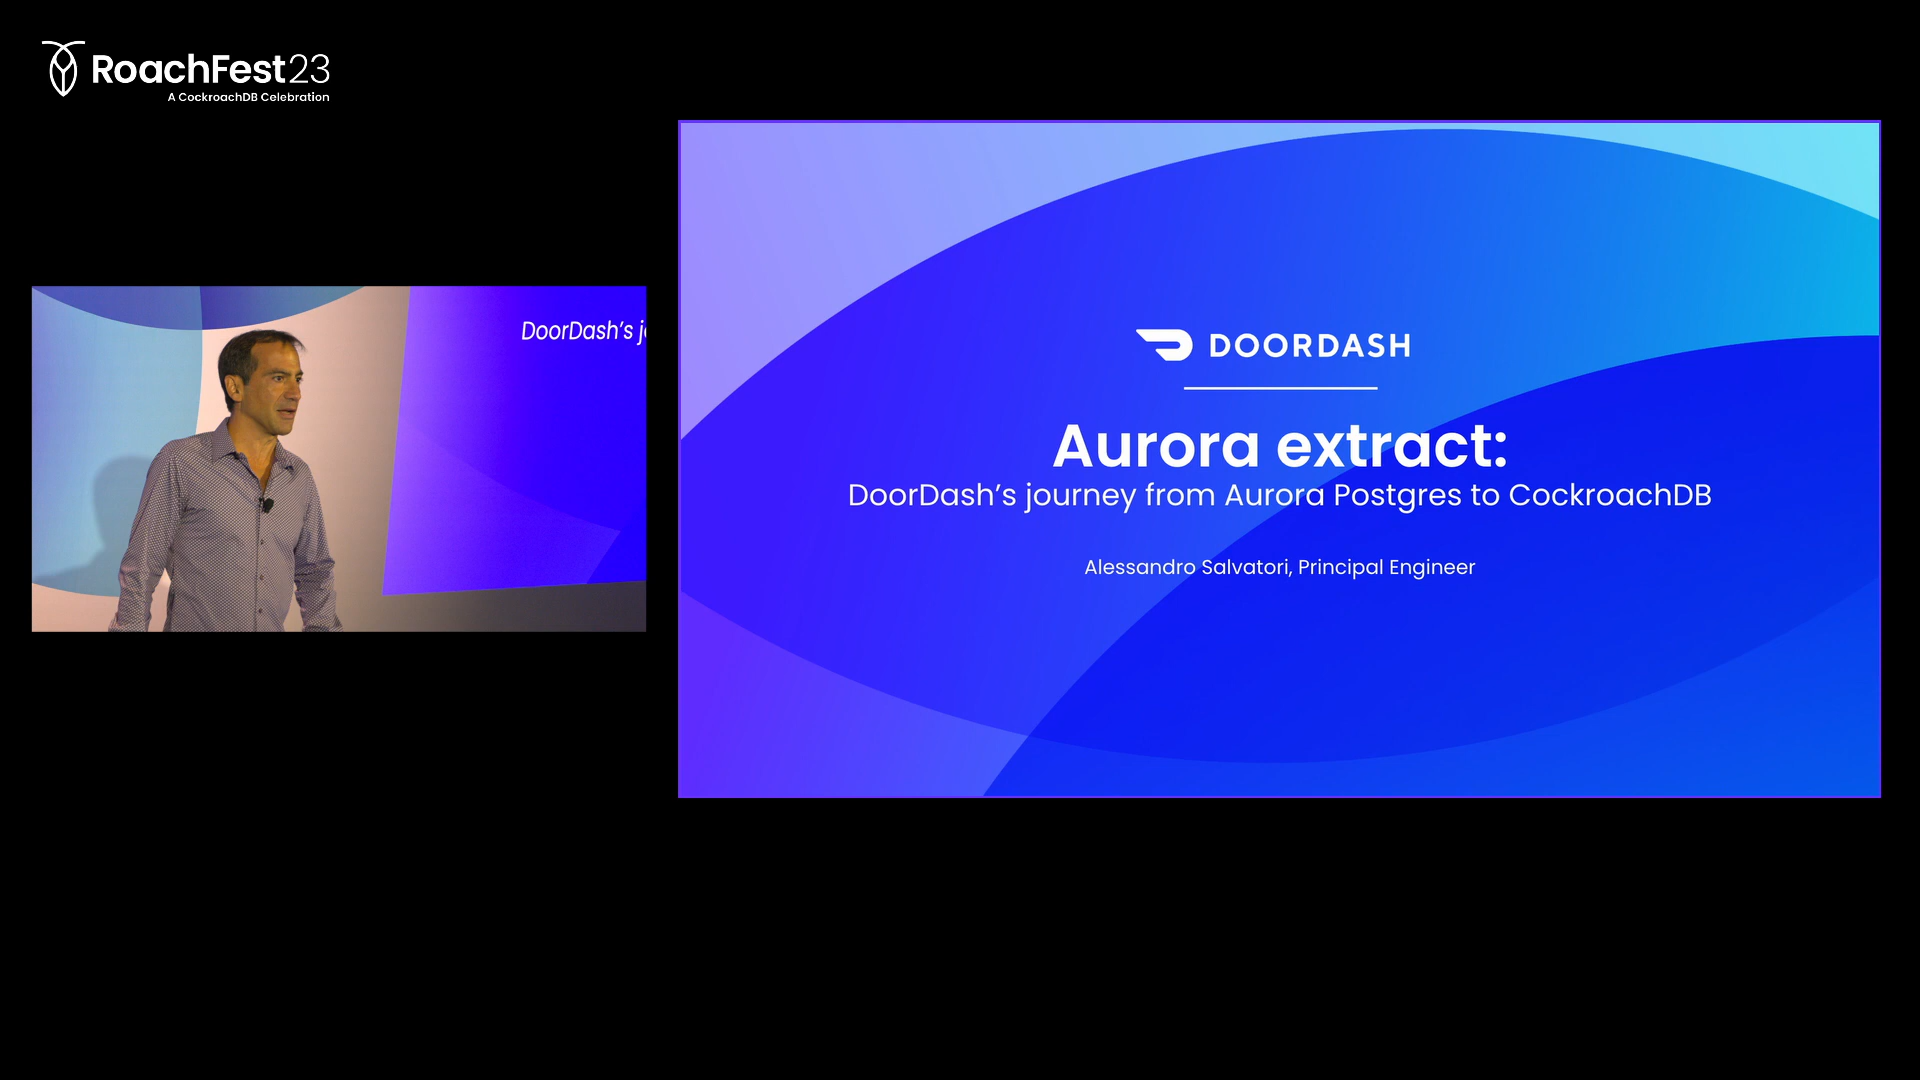 RoachFest23
A CockroachDB Celebration
DoorDash's j
DOORDASH
Aurora extract:
DoorDash's journey from Aurora Postgres to CockroachDB
Alessandro Salvatori, Principal Engineer